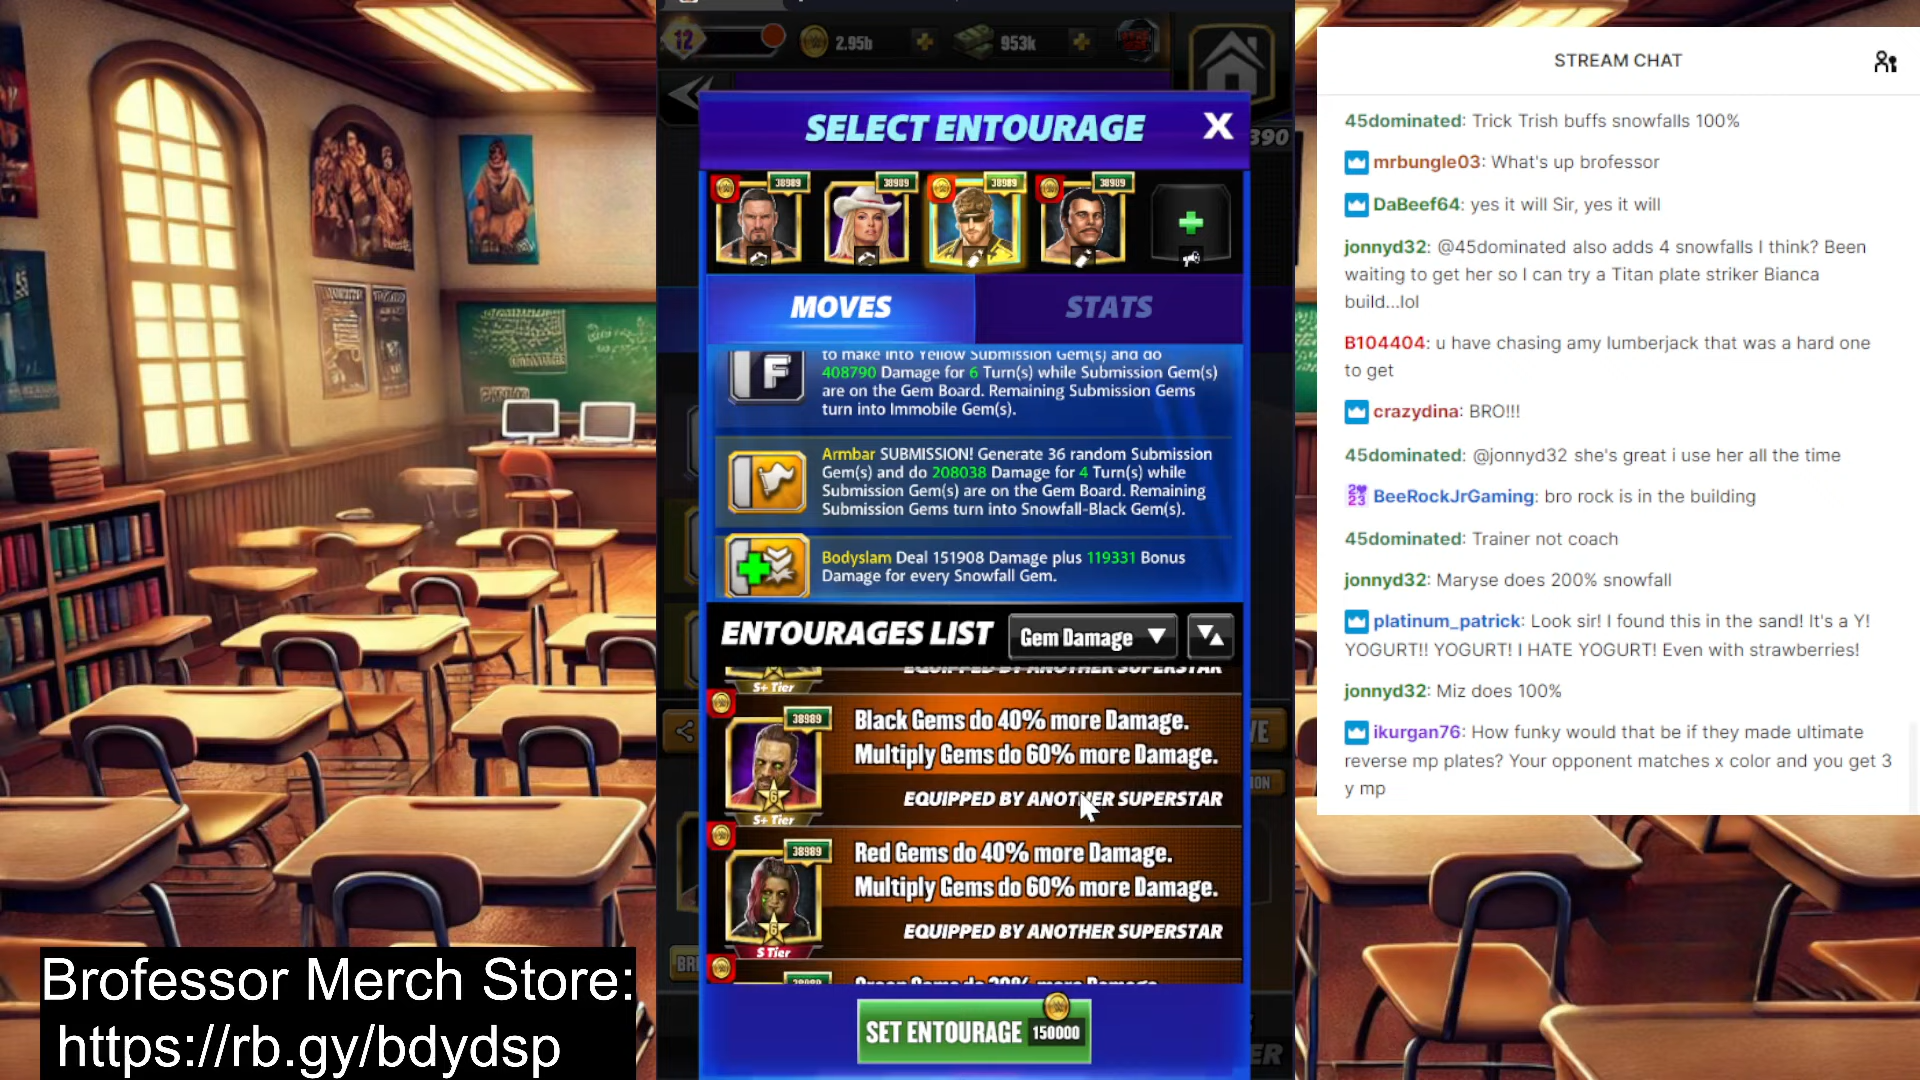 12
2.95b
953k
390
SELECT ENTOURAGE
X
38989
38989
38989
38989
MOVES
STATS
to make into Yellow Submission Gem(s) and do
408790 Damage for 6 Turn(s) while Submission Gem(s)
are on the Gem Board. Remaining Submission Gems
turn into Immobile Gem(s).
F
Armbar SUBMISSION! Generate 36 random Submission
Gem(s) and do 208038 Damage for 4 Turn(s) while
Submission Gem(s) are on the Gem Board. Remaining
Submission Gems turn into Snowfall-Black Gem(s).
Bodyslam Deal 151908 Damage plus 119331 Bonus
Damage for every Snowfall Gem.
ENTOURAGES LIST
Gem Damage
EQUIPPED BY ANOTHER SUPERSTAR
S+ Tier
38989
Black Gems do 40% more Damage.
Multiply Gems do 60% more Damage.
6
EQUIPPED BY ANOTHER SUPERSTAR
S+ Tier
38989
Red Gems do 40% more Damage.
Multiply Gems do 60% more Damage.
6
EQUIPPED BY ANOTHER SUPERSTAR
S Tier
38989
SET ENTOURAGE 150000
STREAM CHAT
45dominated: Trick Trish buffs snowfalls 100%
mrbungle03: What's up brofessor
DaBeef64: yes it will Sir, yes it will
jonnyd32: @45dominated also adds 4 snowfalls I think? Been
waiting to get her so I can try a Titan plate striker Bianca
build...lol
B104404: u have chasing amy lumberjack that was a hard one
to get
crazydina: BRO!!!
45dominated: @jonnyd32 she's great i use her all the time
BeeRockJrGaming: bro rock is in the building
45dominated: Trainer not coach
jonnyd32: Maryse does 200% snowfall
platinum_patrick: Look sir! I found this in the sand! It's a Y!
YOGURT!! YOGURT! I HATE YOGURT! Even with strawberries!
jonnyd32: Miz does 100%
ikurgan76: How funky would that be if they made ultimate
reverse mp plates? Your opponent matches x color and you get 3
y mp
Brofessor Merch Store:
https://rb.gy/bdydsp